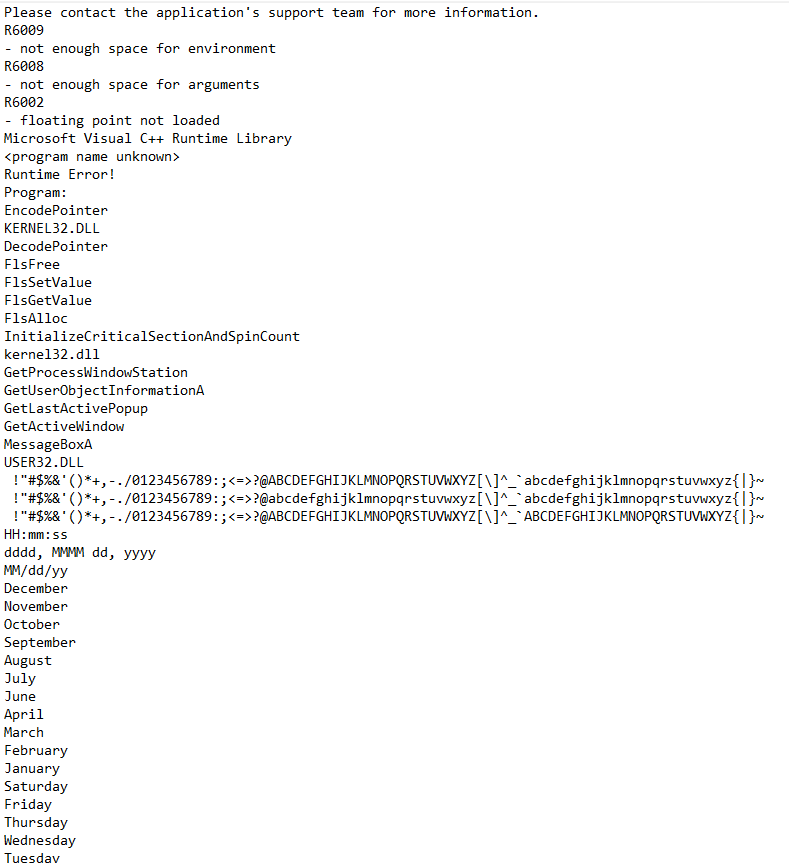 Please contact the application's support team for more information.
R6009
- not enough space for environment
R6008
- not enough space for arguments
R6002
- floating point not loaded
Microsoft Visual C++ Runtime Library
<program name unknown>
Runtime Error!
Program:
EncodePointer
KERNEL32.DLL
DecodePointer
FlsFree
FlsSetValue
FlsGetValue
FlsAlloc
InitializeCriticalSectionAndSpinCount
kernel32.dll
GetProcessWindowStation
GetUserObjectInformationA
GetLastActivePopup
GetActiveWindow
MessageBoxA
USER32.DLL
 !"#$%&'()*+,-./0123456789:;<=>?@ABCDEFGHIJKLMNOPQRSTUVWXYZ[\]^_`abcdefghijklmnopqrstuvwxyz{|}~
 !"#$%&'()*+,-./0123456789:;<=>?@abcdefghijklmnopqrstuvwxyz[\]^_`abcdefghijklmnopqrstuvwxyz{|}~
 !"#$%&'()*+,-./0123456789:;<=>?@ABCDEFGHIJKLMNOPQRSTUVWXYZ[\]^_`ABCDEFGHIJKLMNOPQRSTUVWXYZ{|}~
HH:mm:ss
dddd, MMMM dd, yyyy
MM/dd/yy
December
November
October
September
August
July
June
April
March
February
January
Saturday
Friday
Thursday
Wednesday
Tuesday